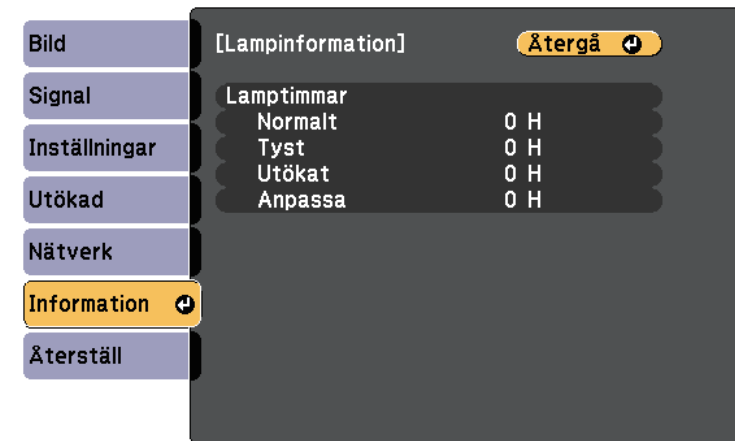 Bild
Signal
Inställningar
Utökad
Nätverk
Information
Återställ
[Lampinformation] Återgå
Lamptimmar
Normalt 0 H
Tyst 0 H
Utökat 0 H
Anpassa 0 H